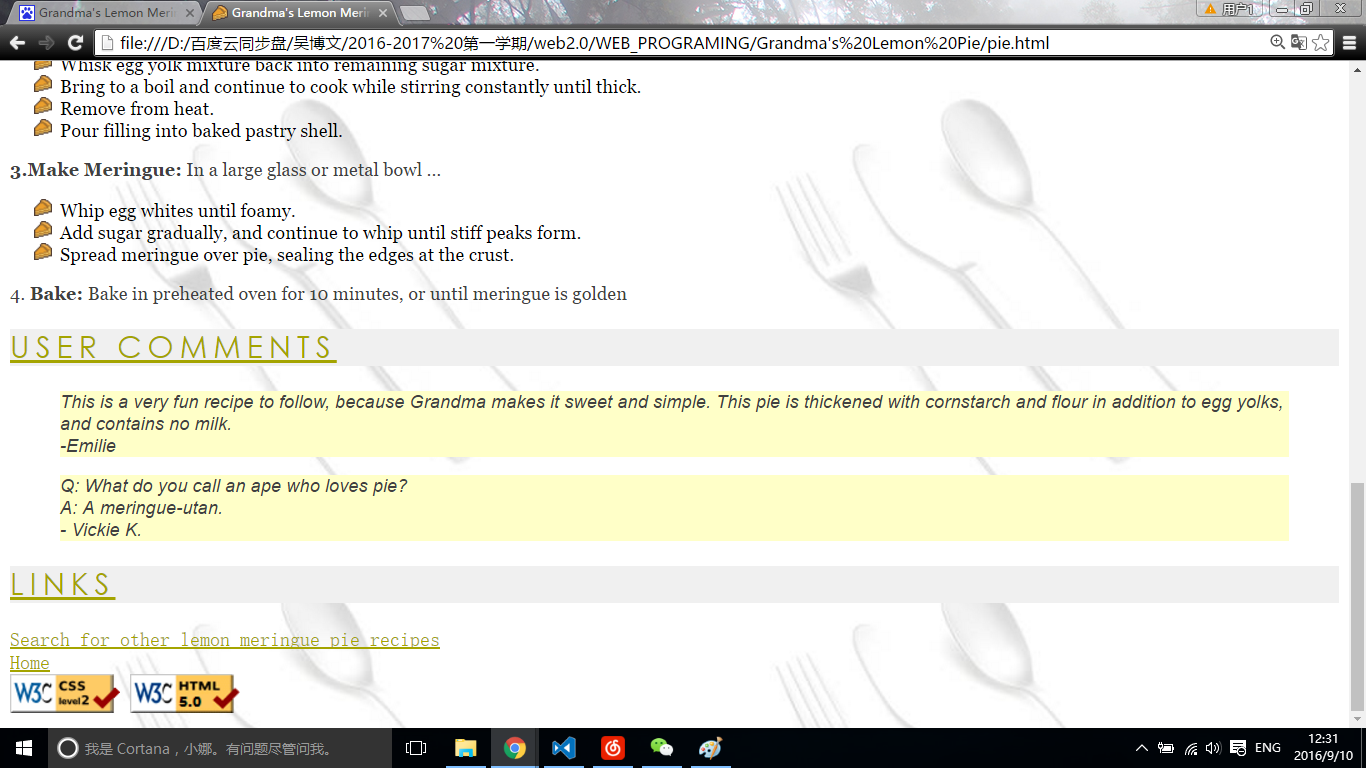 Grandma's Lemon Meri
Grandma's Lemon Meri
用户1
file:///D:/百度云同步盘/吴博文/2016-2017%20第一学期/web2.0/WEB_PROGRAMING/Grandma's%20Lemon%20Pie/pie.html
Whisk egg yolk mixture back into remaining sugar mixture.
Bring to a boil and continue to cook while stirring constantly until thick.
Remove from heat.
Pour filling into baked pastry shell.
3.Make Meringue: In a large glass or metal bowl ...
Whip egg whites until foamy.
Add sugar gradually, and continue to whip until stiff peaks form.
Spread meringue over pie, sealing the edges at the crust.
4. Bake: Bake in preheated oven for 10 minutes, or until meringue is golden
USER COMMENTS
This is a very fun recipe to follow, because Grandma makes it sweet and simple. This pie is thickened with cornstarch and flour in addition to egg yolks,
and contains no milk.
-Emilie
Q: What do you call an ape who loves pie?
A: A meringue-utan.
- Vickie K.
LINKS
Search for other lemon meringue pie recipes
Home
W3C CSS level2
W3C HTML 5.0
我是 Cortana，小娜。有问题尽管问我。
ENG
12:31
2016/9/10